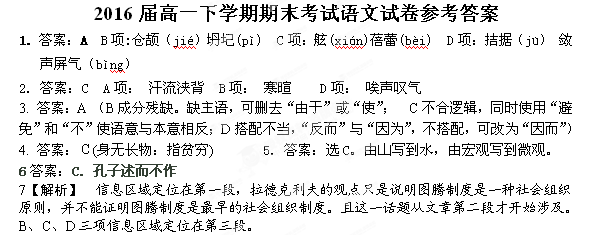 2016 届高一下学期期末考试语文试卷参考答案
1. 答案：A B 项:仓颉（jié）圮圮(pǐ) C 项：舷(xián)蓓蕾(bèi) D 项：拮据（jū） 敛
声屏气（bǐng）
2. 答案：C A 项： 汗流浃背 B 项： 寒暄 D 项： 唉声叹气
3. 答案：A （B 成分残缺。缺主语，可删去“由于”或“使”； C 不合逻辑，同时使用“避
免”和“不”使语意与本意相反；D 搭配不当，“反而”与“因为”，不搭配，可改为“因而”）
4. 答案： C (身无长物：指贫穷) 5. 答案：选C。由山写到水，由宏观写到微观。
6 答案：C. 孔子述而不作
7【解析】 信息区域定位在第一段，拉德克利夫的观点只是说明图腾制度是一种社会组织
原则，并不能证明图腾制度是最早的社会组织制度。且这一话题从文章第二段才开始涉及。
B、C、D 三项信息区域定位在第三段。